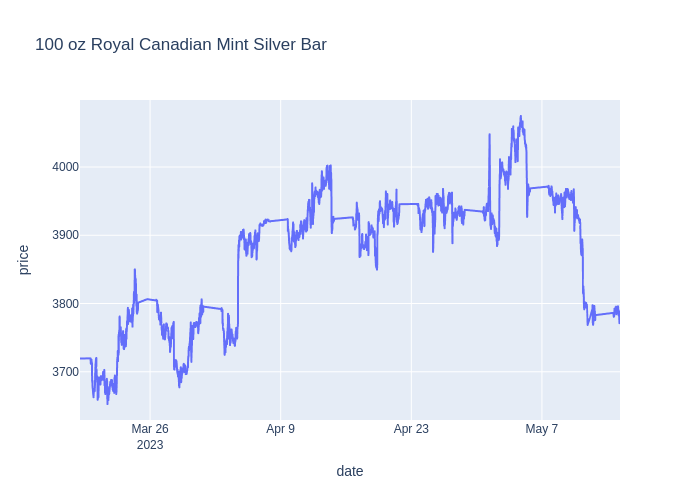 100 oz Royal Canadian Mint Silver Bar
4000
3900
3800
3700
price
Mar 26
2023
Apr 9
Apr 23
May 7
date